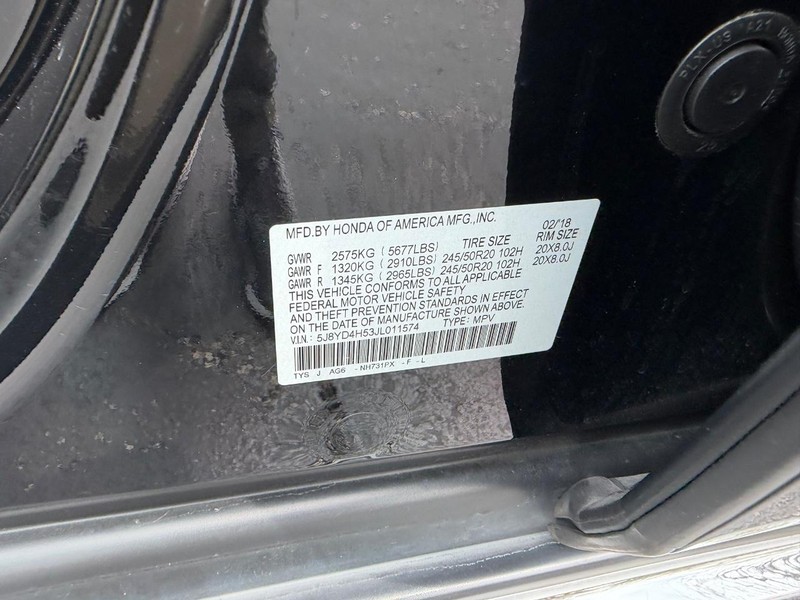 MFD.BY HONDA OF AMERICA MFG.,INC. 02/'18
GVWR 2575KG ( 5677LBS) TIRE SIZE RIM SIZE
GAWR F 1320KG ( 2910LBS) 245/50R20 102H 20X8.0J
GAWR R 1345KG ( 2965LBS) 245/50R20 102H 20X8.0J
THIS VEHICLE CONFORMS TO ALL APPLICABLE
FEDERAL MOTOR VEHICLE SAFETY
AND THEFT PREVENTION STANDARDS IN EFFECT
ON THE DATE OF MANUFACTURE SHOWN ABOVE.
V.I.N.: 5J8YD4H53JL011574 TYPE: MPV
TYS J AG6 -NH731PX -F -L